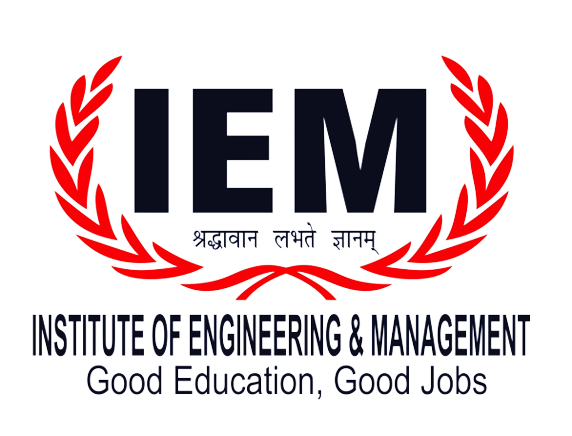 IEM
श्रद्धावान लभते ज्ञानम्
INSTITUTE OF ENGINEERING & MANAGEMENT
Good Education, Good Jobs